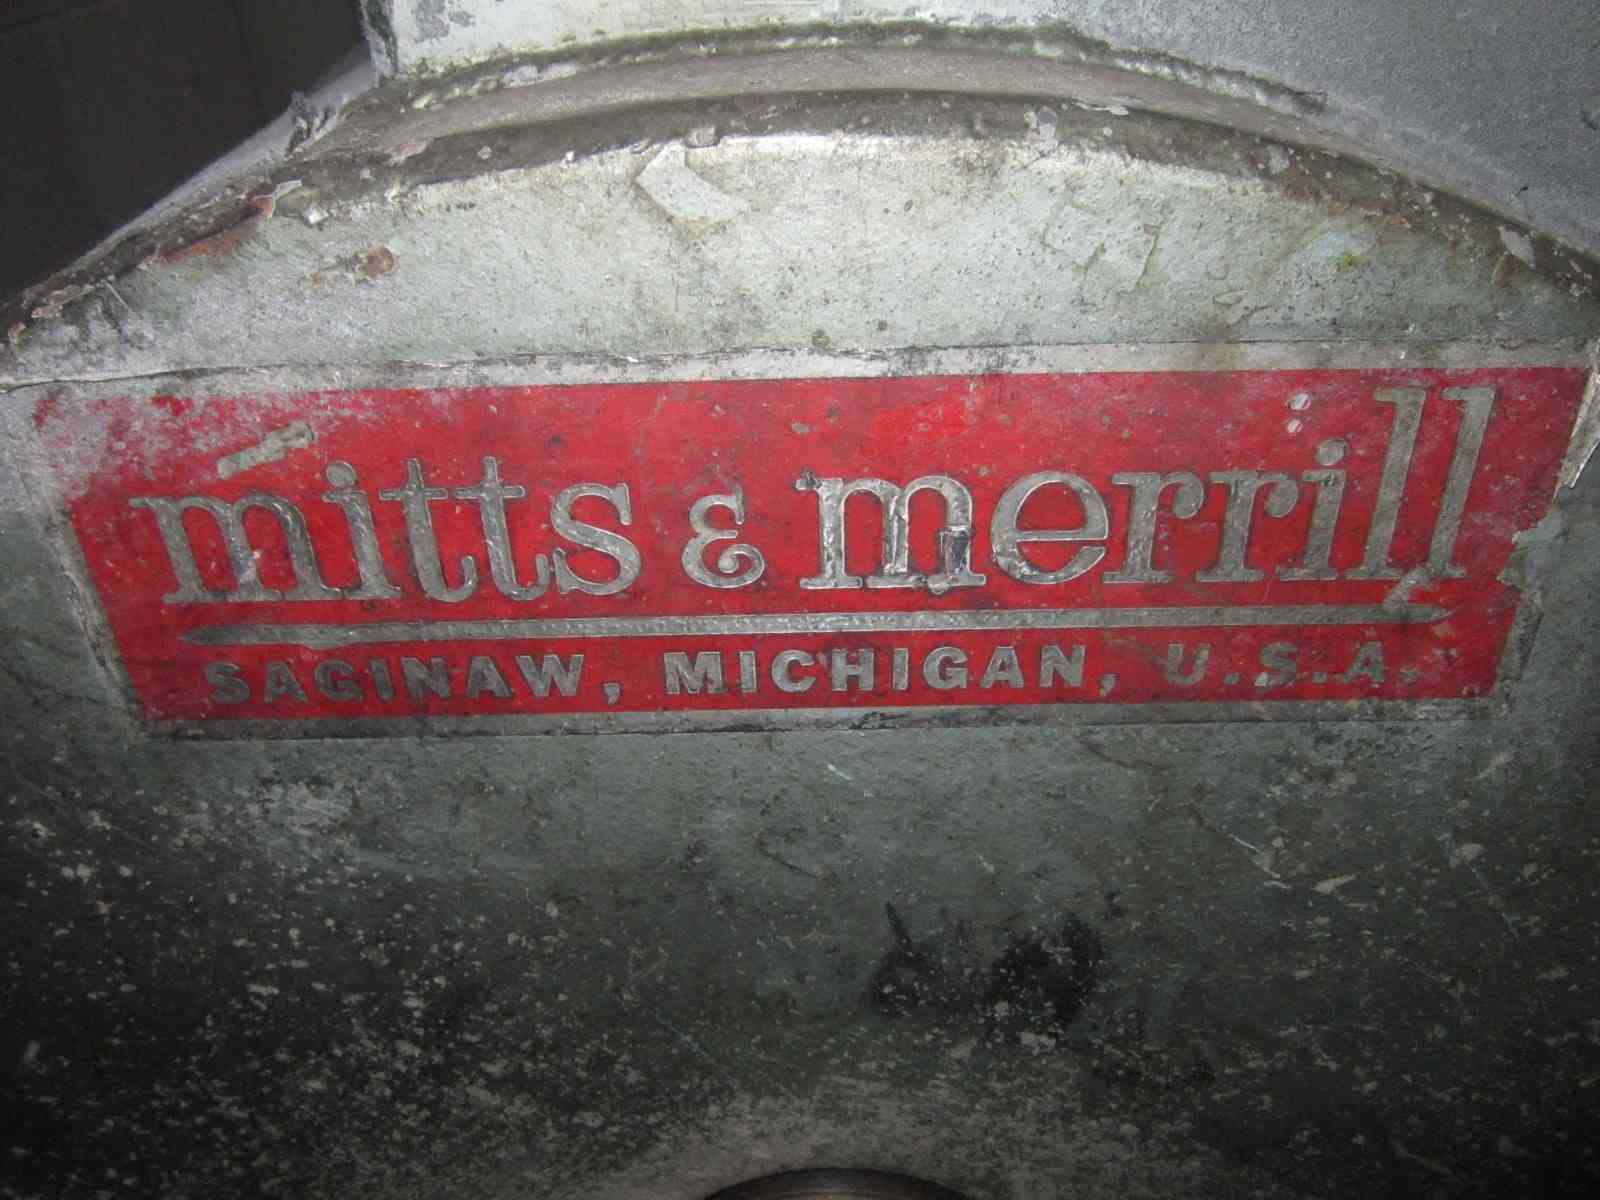 mitts & merrill
SAGINAW, MICHIGAN, U.S.A.